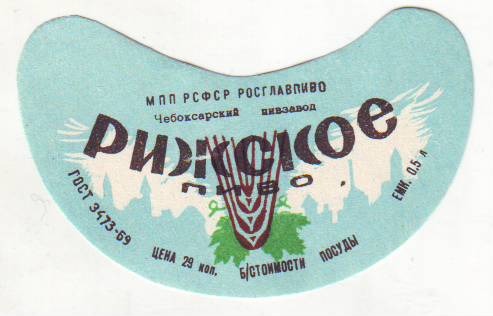 МПП РСФСР РОСГЛАВПИВО
Чебоксарский пивзавод
РИЖСКОЕ
ПИВО
ГОСТ 3473-69
ЦЕНА 29 коп. Б/СТОИМОСТИ ПОСУДЫ
ЕМК. 0,5 л